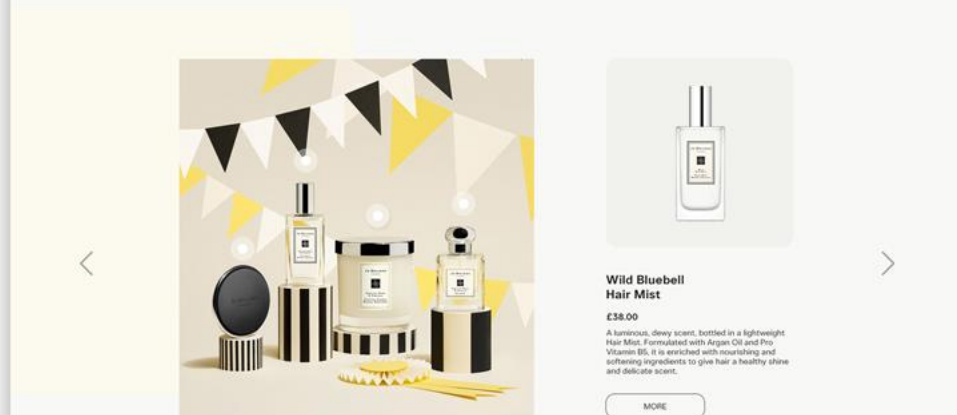 Wild Bluebell
Hair Mist
£38.00
A luminous, dewy scent, bottled in a lightweight
Hair Mist. Formulated with Argan Oil and Pro
Vitamin B5, it is enriched with nourishing and
softening ingredients to give hair a healthy shine
and delicate scent.
MORE